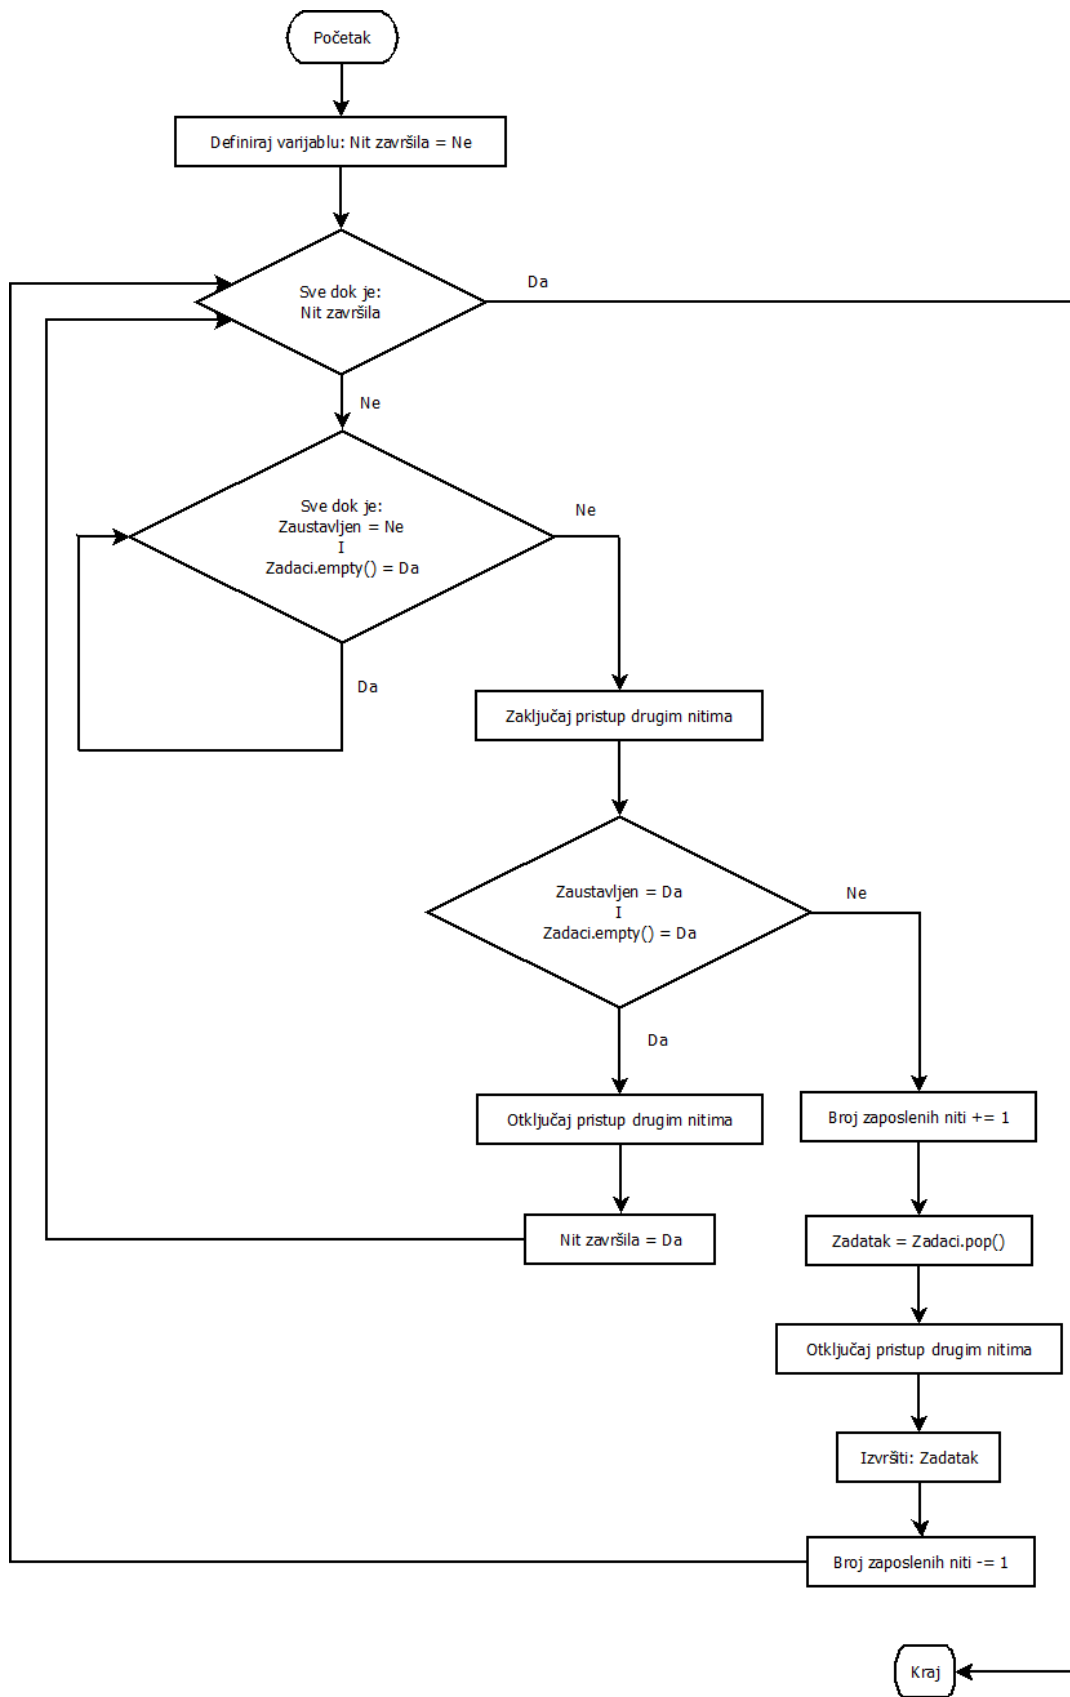 Početak
Definiraj varijablu: Nit završila = Ne
Sve dok je:
Nit završila
Da
Ne
Sve dok je:
Zaustavljen = Ne
I
Zadaci.empty() = Da
Ne
Da
Zaključaj pristup drugim nitima
Zaustavljen = Da
I
Zadaci.empty() = Da
Ne
Da
Otključaj pristup drugim nitima
Broj zaposlenih niti += 1
Nit završila = Da
Zadatak = Zadaci.pop()
Otključaj pristup drugim nitima
Izvršiti: Zadatak
Broj zaposlenih niti -= 1
Kraj